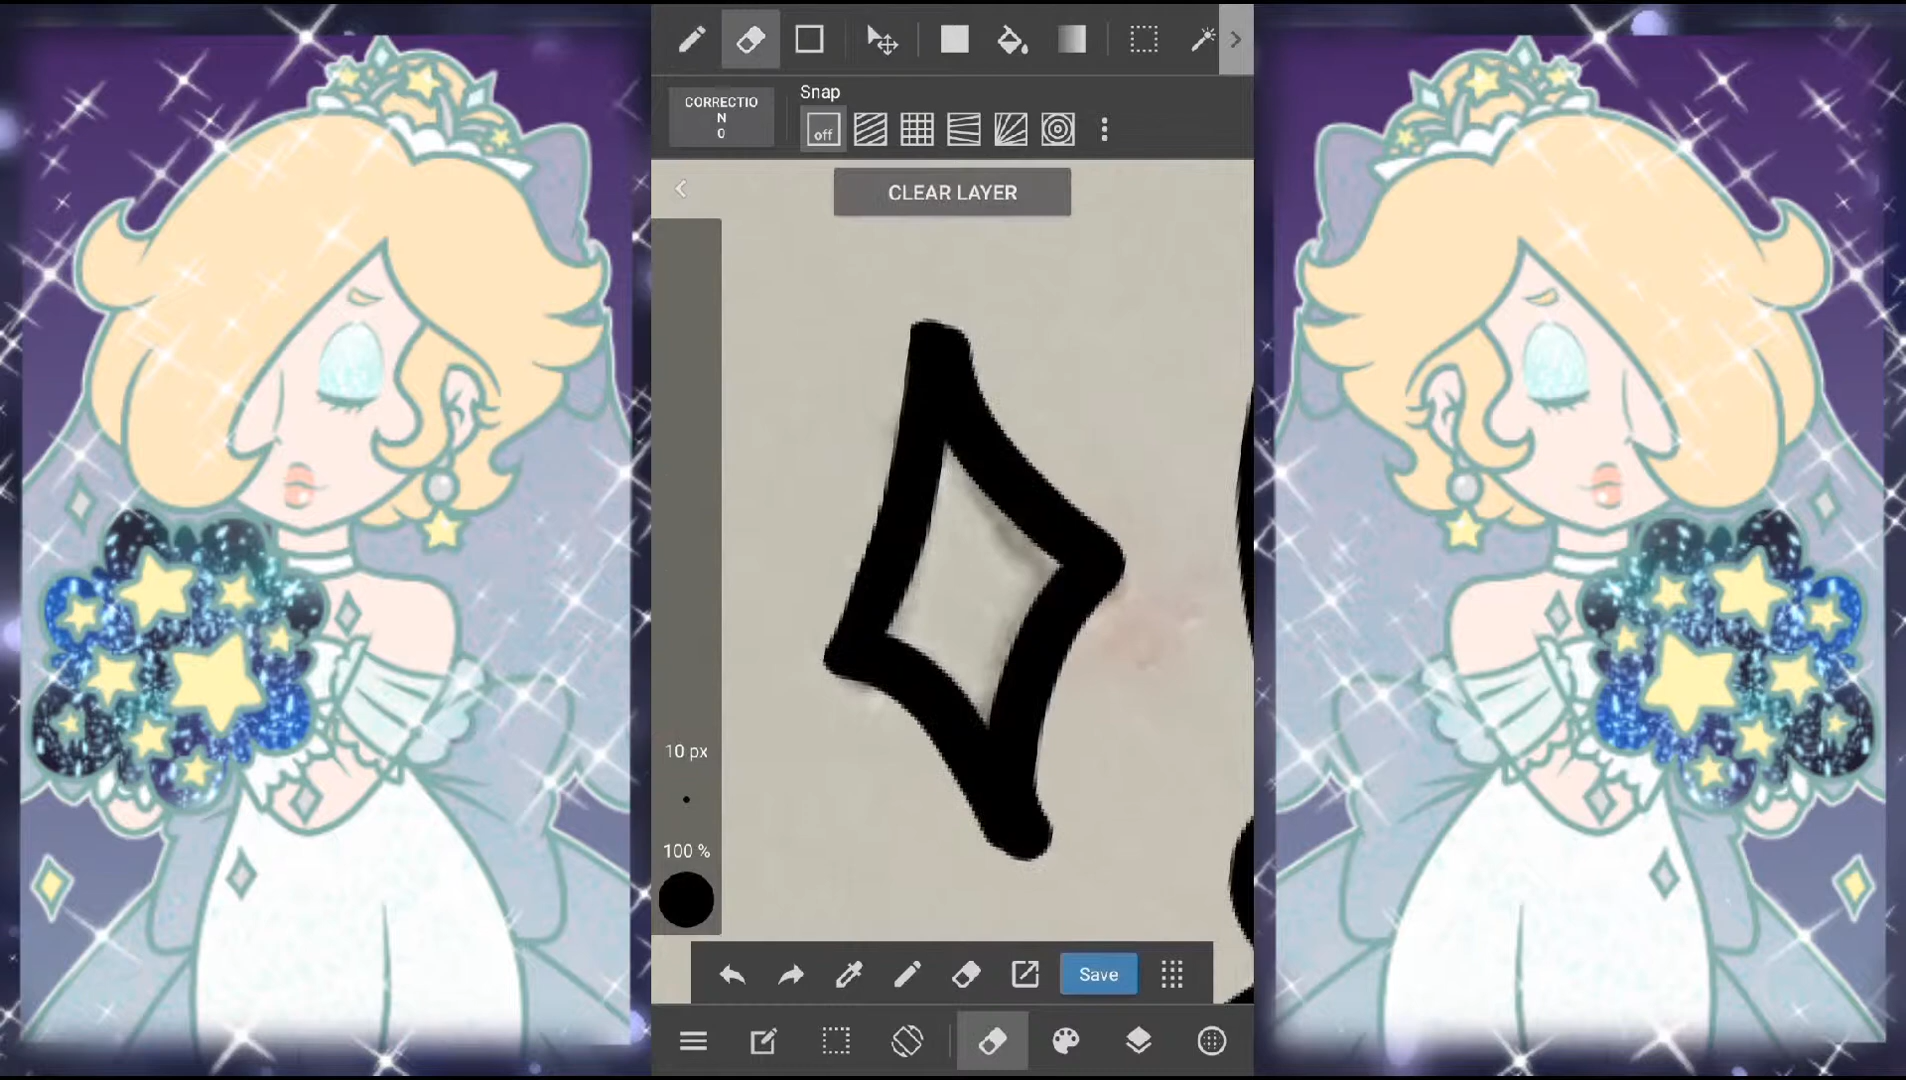 CORRECTIO
N
0
Snap
off
CLEAR LAYER
10 px
100 %
Save